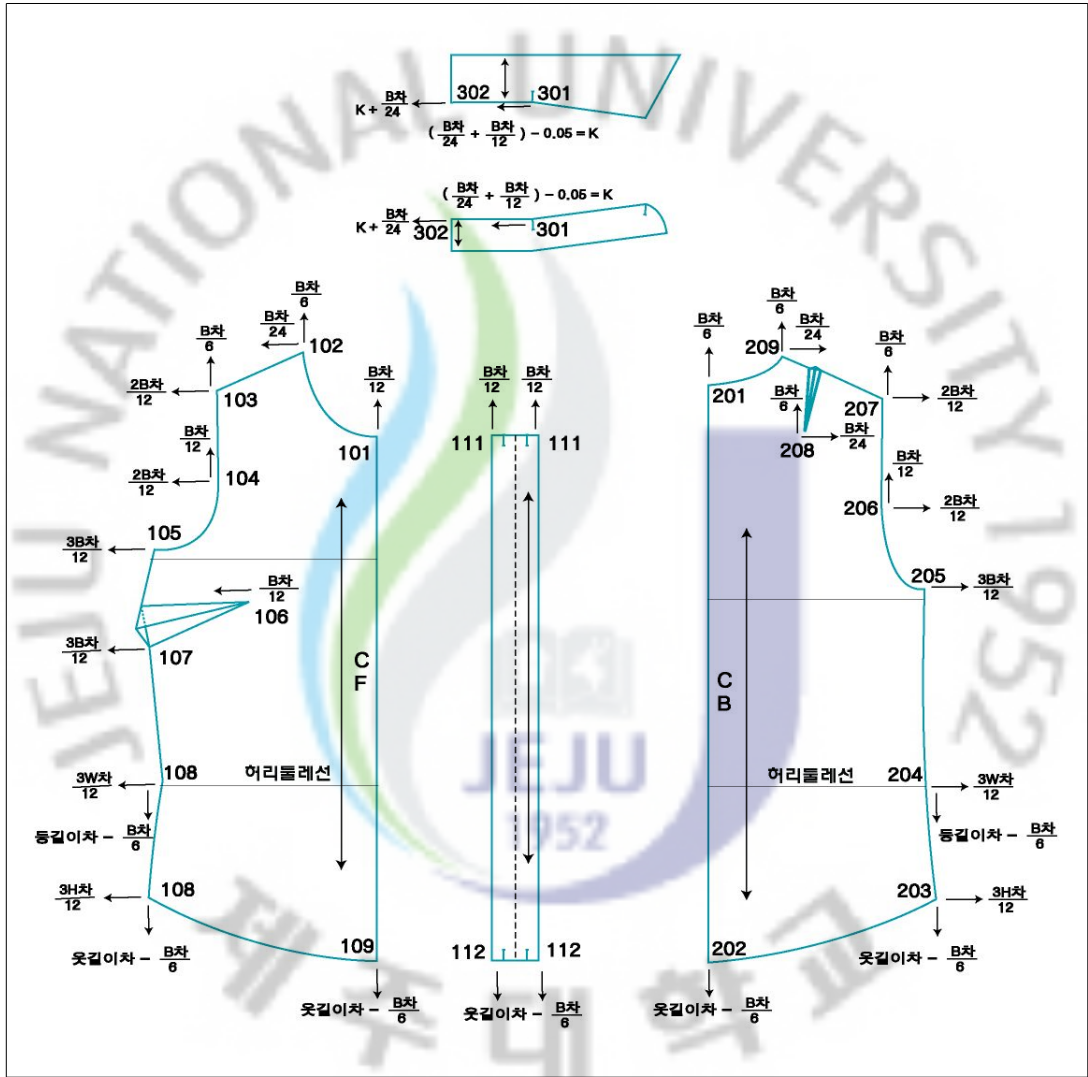 302 301
K + B차/24
(B차/24 + B차/12) - 0.05 = K
(B차/24 + B차/12) - 0.05 = K
K + B차/24
302 301
B차/6
B차/24
102
B차/6
2B차/12
103
B차/12
2B차/12
104
B차/12
101
3B차/12
105
B차/12
106
3B차/12
107
C
F
3W차/12
108
허리둘레선
등길이차 - B차/6
3H차/12
108
웃길이차 - B차/6
109
웃길이차 - B차/6
B차/12 B차/12
111 111
112 112
웃길이차 - B차/6
B차/6
201
B차/6
B차/24
209
B차/6
2B차/12
207
B차/6
B차/24
208
B차/12
2B차/12
206
205
3B차/12
C
B
허리둘레선
204
3W차/12
등길이차 - B차/6
203
3H차/12
웃길이차 - B차/6
202
웃길이차 - B차/6
JEJU NATIONAL UNIVERSITY 1952
JEJU
1952
제주대학교